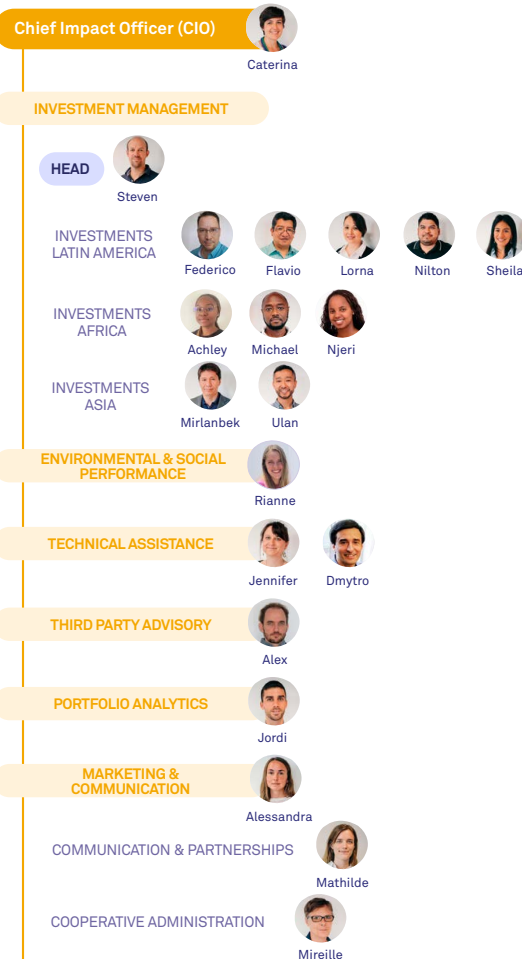 Chief Impact Officer (CIO)
Caterina
INVESTMENT MANAGEMENT
HEAD
Steven
INVESTMENTS
LATIN AMERICA
Federico
Flavio
Lorna
Nilton
Sheila
INVESTMENTS
AFRICA
Achley
Michael
Njeri
INVESTMENTS
ASIA
Mirlanbek
Ulan
ENVIRONMENTAL & SOCIAL
PERFORMANCE
Rianne
TECHNICAL ASSISTANCE
Jennifer
Dmytro
THIRD PARTY ADVISORY
Alex
PORTFOLIO ANALYTICS
Jordi
MARKETING &
COMMUNICATION
Alessandra
COMMUNICATION & PARTNERSHIPS
Mathilde
COOPERATIVE ADMINISTRATION
Mireille